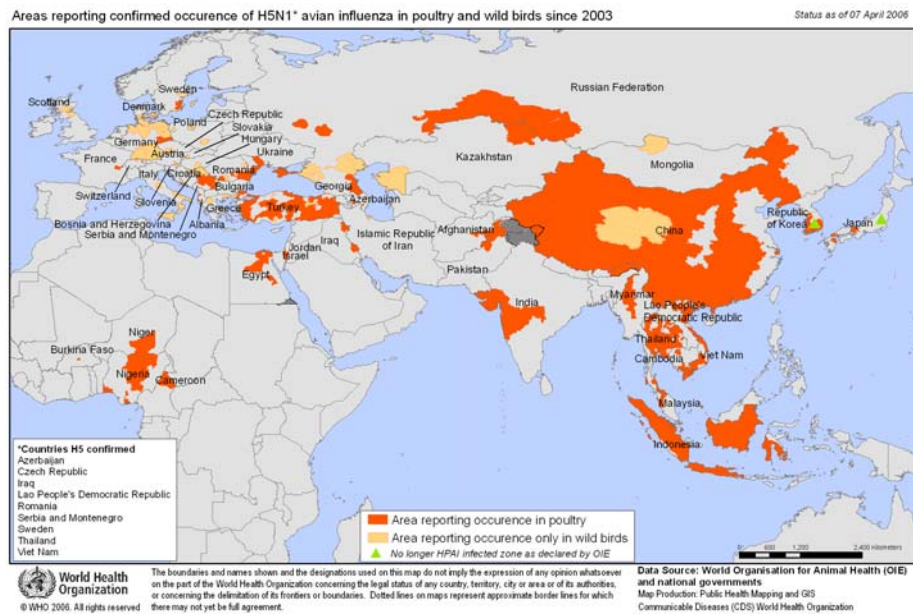 Areas reporting confirmed occurence of H5N1* avian influenza in poultry and wild birds since 2003
Status as of 07 April 2006
Russian Federation
Sweden
Scotland
Denmark
Czech Republic
Poland
Slovakia
Hungary
Germany
Ukraine
Austria
Kazakhstan
France
Romania
Mongolia
Italy
Croatia
Georgia
Bulgaria
Switzerland
Azerbaijan
Slovenia
Greece
Turkey
Republic
of Korea
Japan
Bosnia and Herzegovina
Albania
Serbia and Montenegro
Iraq
Islamic Republic
of Iran
Afghanistan
China
Jordan
Israel
Egypt
Pakistan
India
Myanmar
Lao People's
Democratic Republic
Niger
Thailand
Burkina Faso
Cambodia
Viet Nam
Nigeria
Cameroon
Malaysia
Indonesia
*Countries H5 confirmed
Azerbaijan
Czech Republic
Iraq
Lao People's Democratic Republic
Romania
Serbia and Montenegro
Sweden
Thailand
Viet Nam
Area reporting occurence in poultry
Area reporting occurence only in wild birds
No longer HPAI infected zone as declared by OIE
0 600 1,200 2,400 Kilometers
World Health
Organization
© WHO 2006. All rights reserved
The boundaries and names shown and the designations used on this map do not imply the expression of any opinion whatsoever
on the part of the World Health Organization concerning the legal status of any country, territory, city or area or of its authorities,
or concerning the delimitation of its frontiers or boundaries. Dotted lines on maps represent approximate border lines for which
there may not yet be full agreement.
Data Source: World Organisation for Animal Health (OIE)
and national governments
Map Production: Public Health Mapping and GIS
Communicable Diseases (CDS) World Health Organization